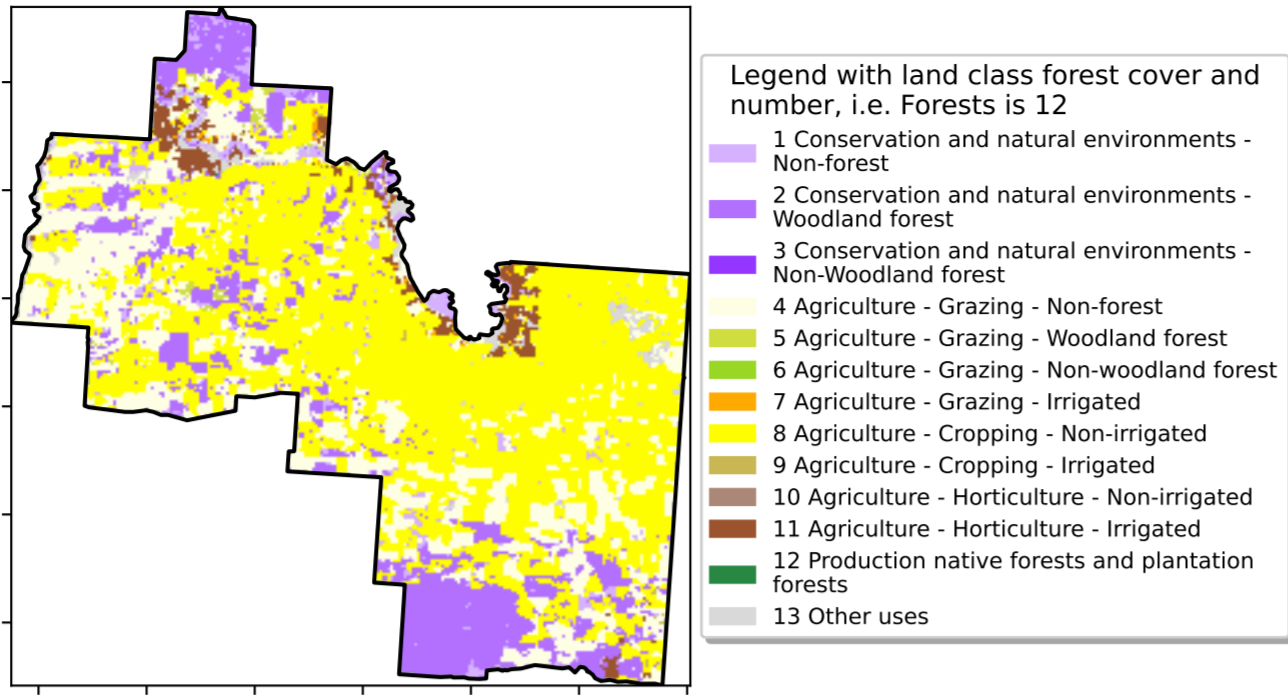 Legend with land class forest cover and
number, i.e. Forests is 12
1 Conservation and natural environments -
Non-forest
2 Conservation and natural environments -
Woodland forest
3 Conservation and natural environments -
Non-Woodland forest
4 Agriculture - Grazing - Non-forest
5 Agriculture - Grazing - Woodland forest
6 Agriculture - Grazing - Non-woodland forest
7 Agriculture - Grazing - Irrigated
8 Agriculture - Cropping - Non-irrigated
9 Agriculture - Cropping - Irrigated
10 Agriculture - Horticulture - Non-irrigated
11 Agriculture - Horticulture - Irrigated
12 Production native forests and plantation
forests
13 Other uses